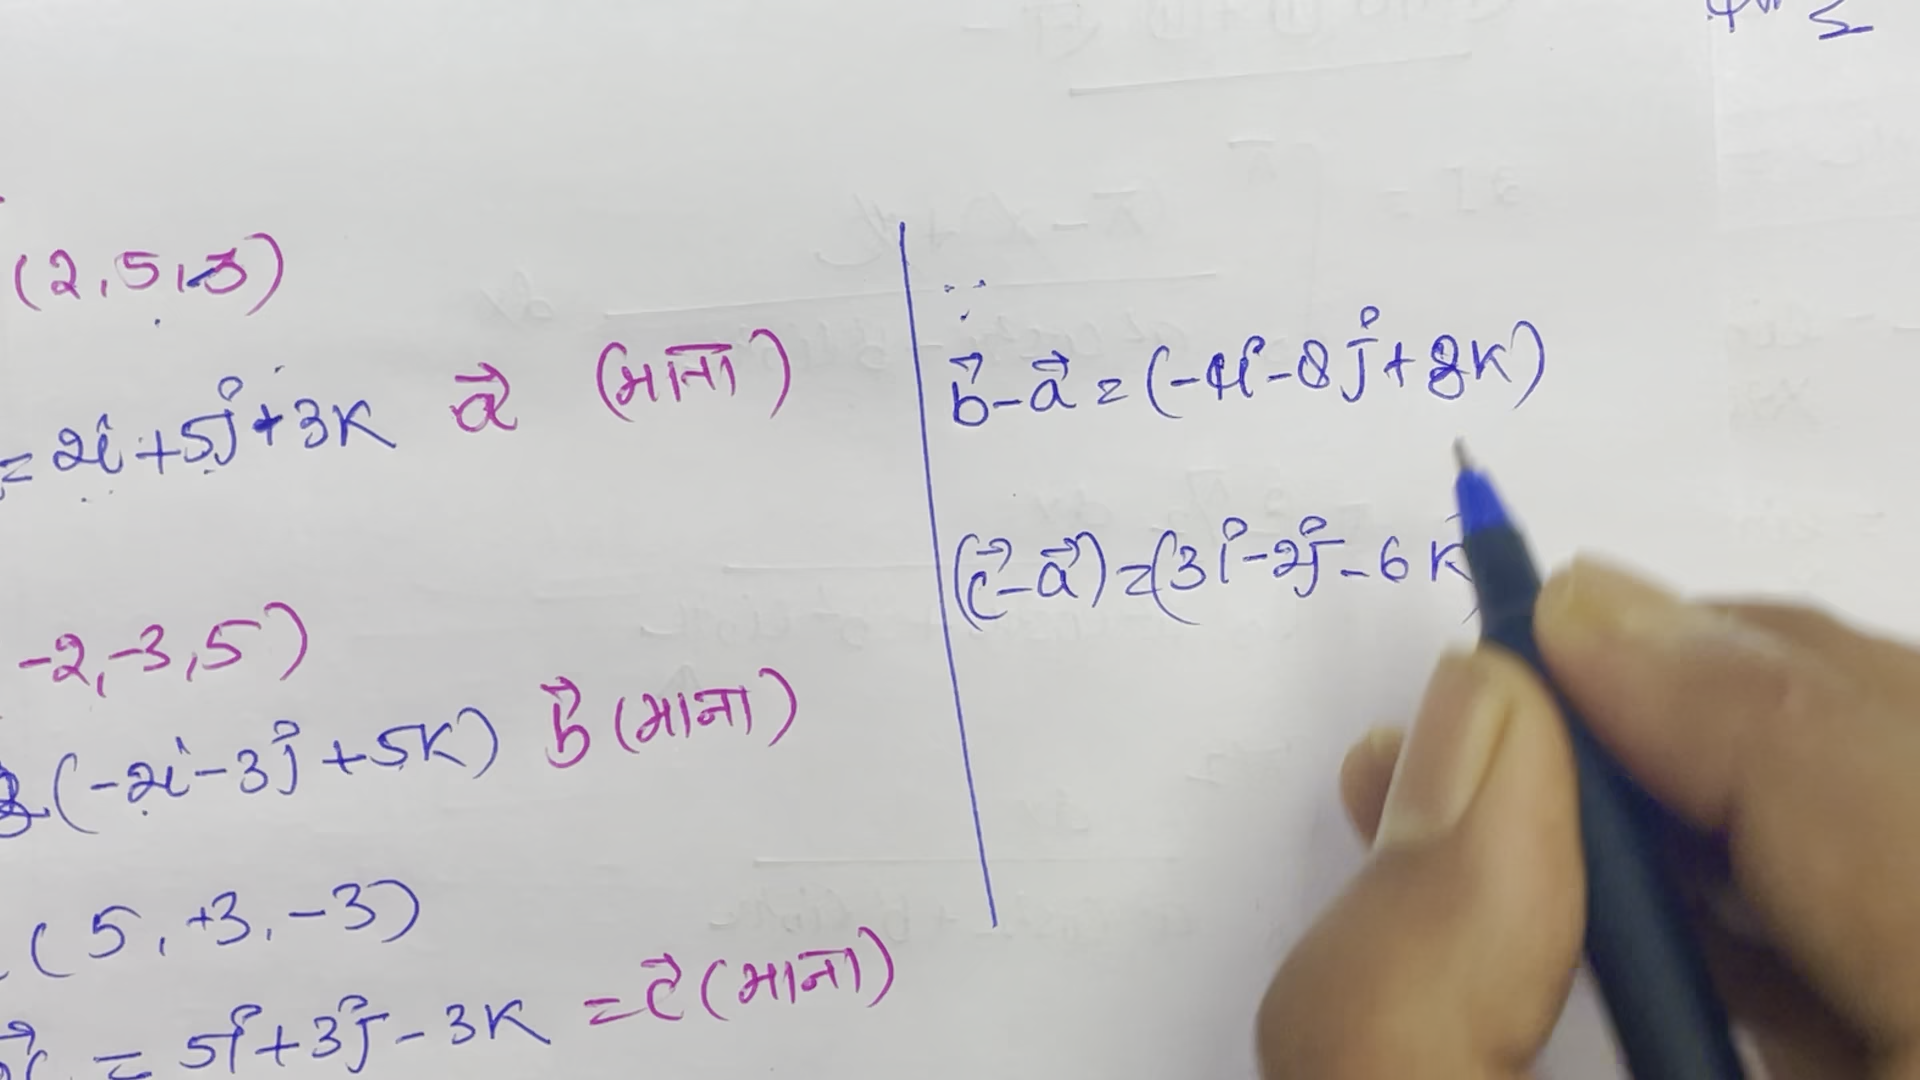 (2,5,3)
= 2i+5j+3K a⃗ (माना)
-2,-3,5)
(-2i-3j+5K) b⃗ (माना)
(5,+3,-3)
= 5i+3j-3K = c⃗ (माना)
b⃗-a⃗ = (-4i-8j+8K)
(c⃗-a⃗) = (3i-2j-6K